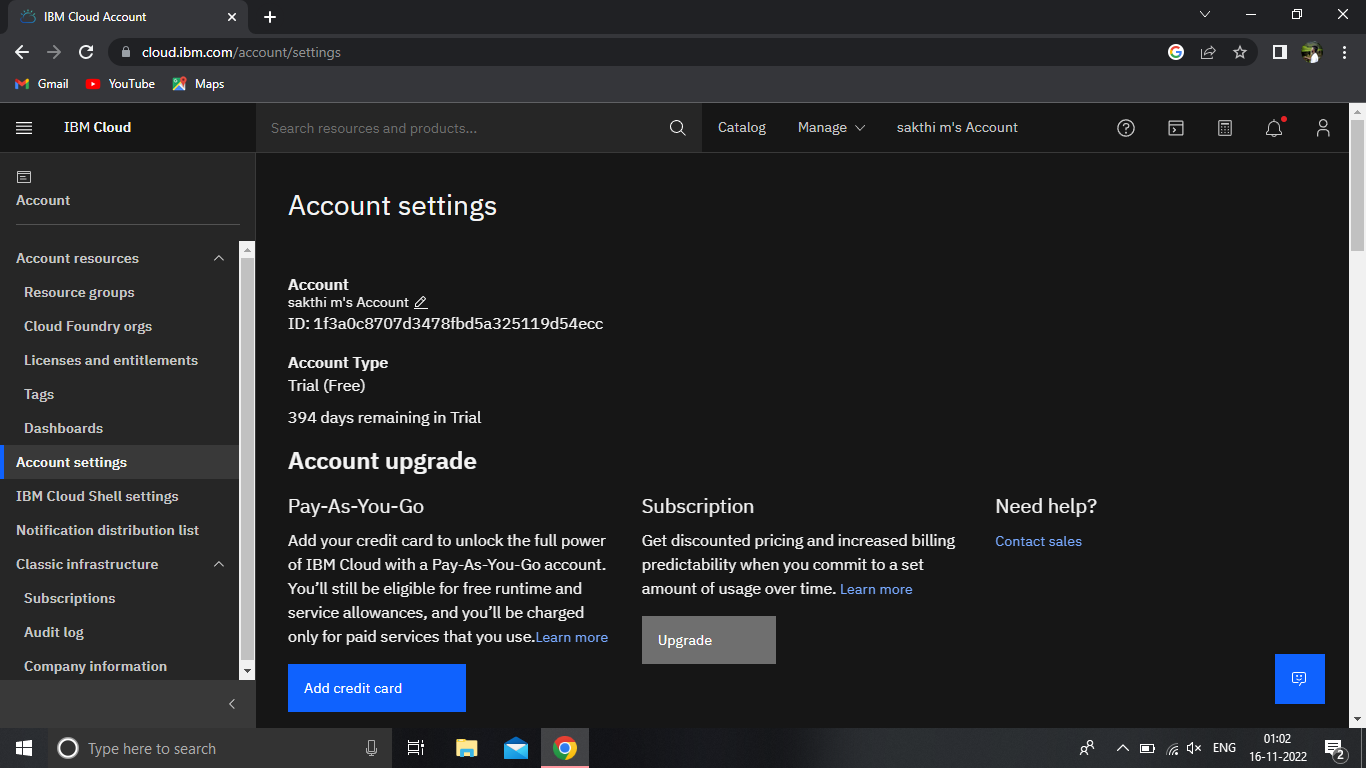 IBM Cloud Account
cloud.ibm.com/account/settings
Gmail
YouTube
Maps
IBM Cloud
Search resources and products...
Catalog
Manage
sakthi m's Account
Account
Account resources
Resource groups
Cloud Foundry orgs
Licenses and entitlements
Tags
Dashboards
Account settings
IBM Cloud Shell settings
Notification distribution list
Classic infrastructure
Subscriptions
Audit log
Company information
Account settings
Account
sakthi m's Account
ID: 1f3a0c8707d3478fbd5a325119d54ecc
Account Type
Trial (Free)
394 days remaining in Trial
Account upgrade
Pay-As-You-Go
Add your credit card to unlock the full power
of IBM Cloud with a Pay-As-You-Go account.
You’ll still be eligible for free runtime and
service allowances, and you’ll be charged
only for paid services that you use.Learn more
Add credit card
Subscription
Get discounted pricing and increased billing
predictability when you commit to a set
amount of usage over time. Learn more
Upgrade
Need help?
Contact sales
Type here to search
ENG
01:02
16-11-2022
2